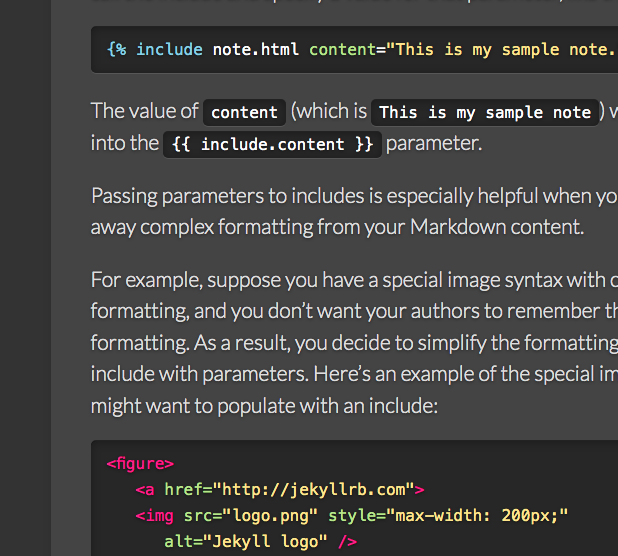 {% include note.html content="This is my sample note.
The value of content (which is This is my sample note)
into the {{ include.content }} parameter.
Passing parameters to includes is especially helpful when yo
away complex formatting from your Markdown content.
For example, suppose you have a special image syntax with
formatting, and you don’t want your authors to remember th
formatting. As a result, you decide to simplify the formatting
include with parameters. Here’s an example of the special im
might want to populate with an include:
<figure>
<a href="http://jekyllrb.com">
<img src="logo.png" style="max-width: 200px;"
alt="Jekyll logo" />